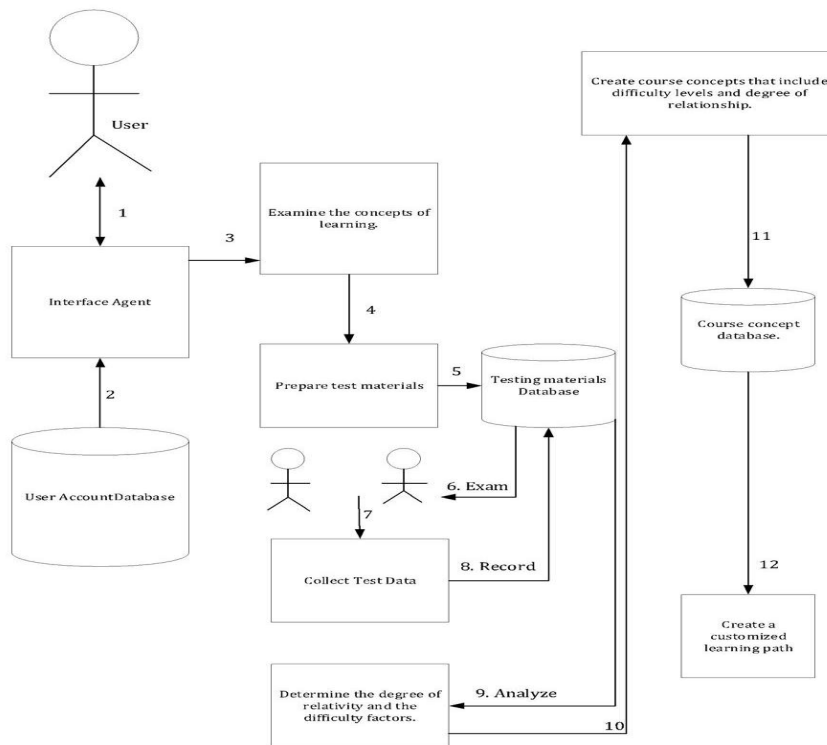 User
1
Interface Agent
2
User AccountDatabase
3
Examine the concepts of
learning.
4
Prepare test materials
5
Testing materials
Database
6. Exam
7
Collect Test Data
8. Record
9. Analyze
Determine the degree of
relativity and the
difficulty factors.
10
Create course concepts that include
difficulty levels and degree of
relationship.
11
Course concept
database.
12
Create a
customized
learning path